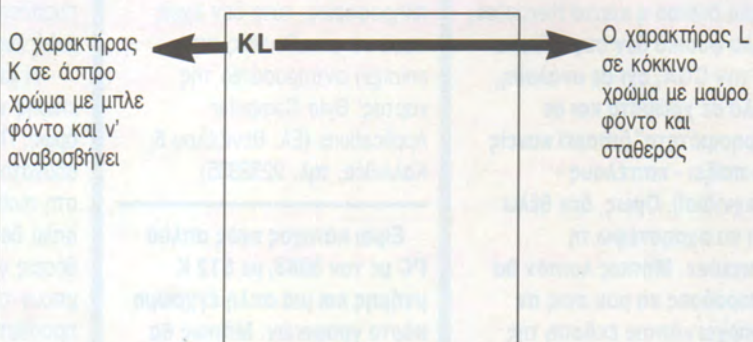 Ο χαρακτήρας
Κ σε άσπρο
χρώμα με μπλε
φόντο και ν'
αναβοσβήνει
KL
Ο χαρακτήρας L
σε κόκκινο
χρώμα με μαύρο
φόντο και
σταθερός